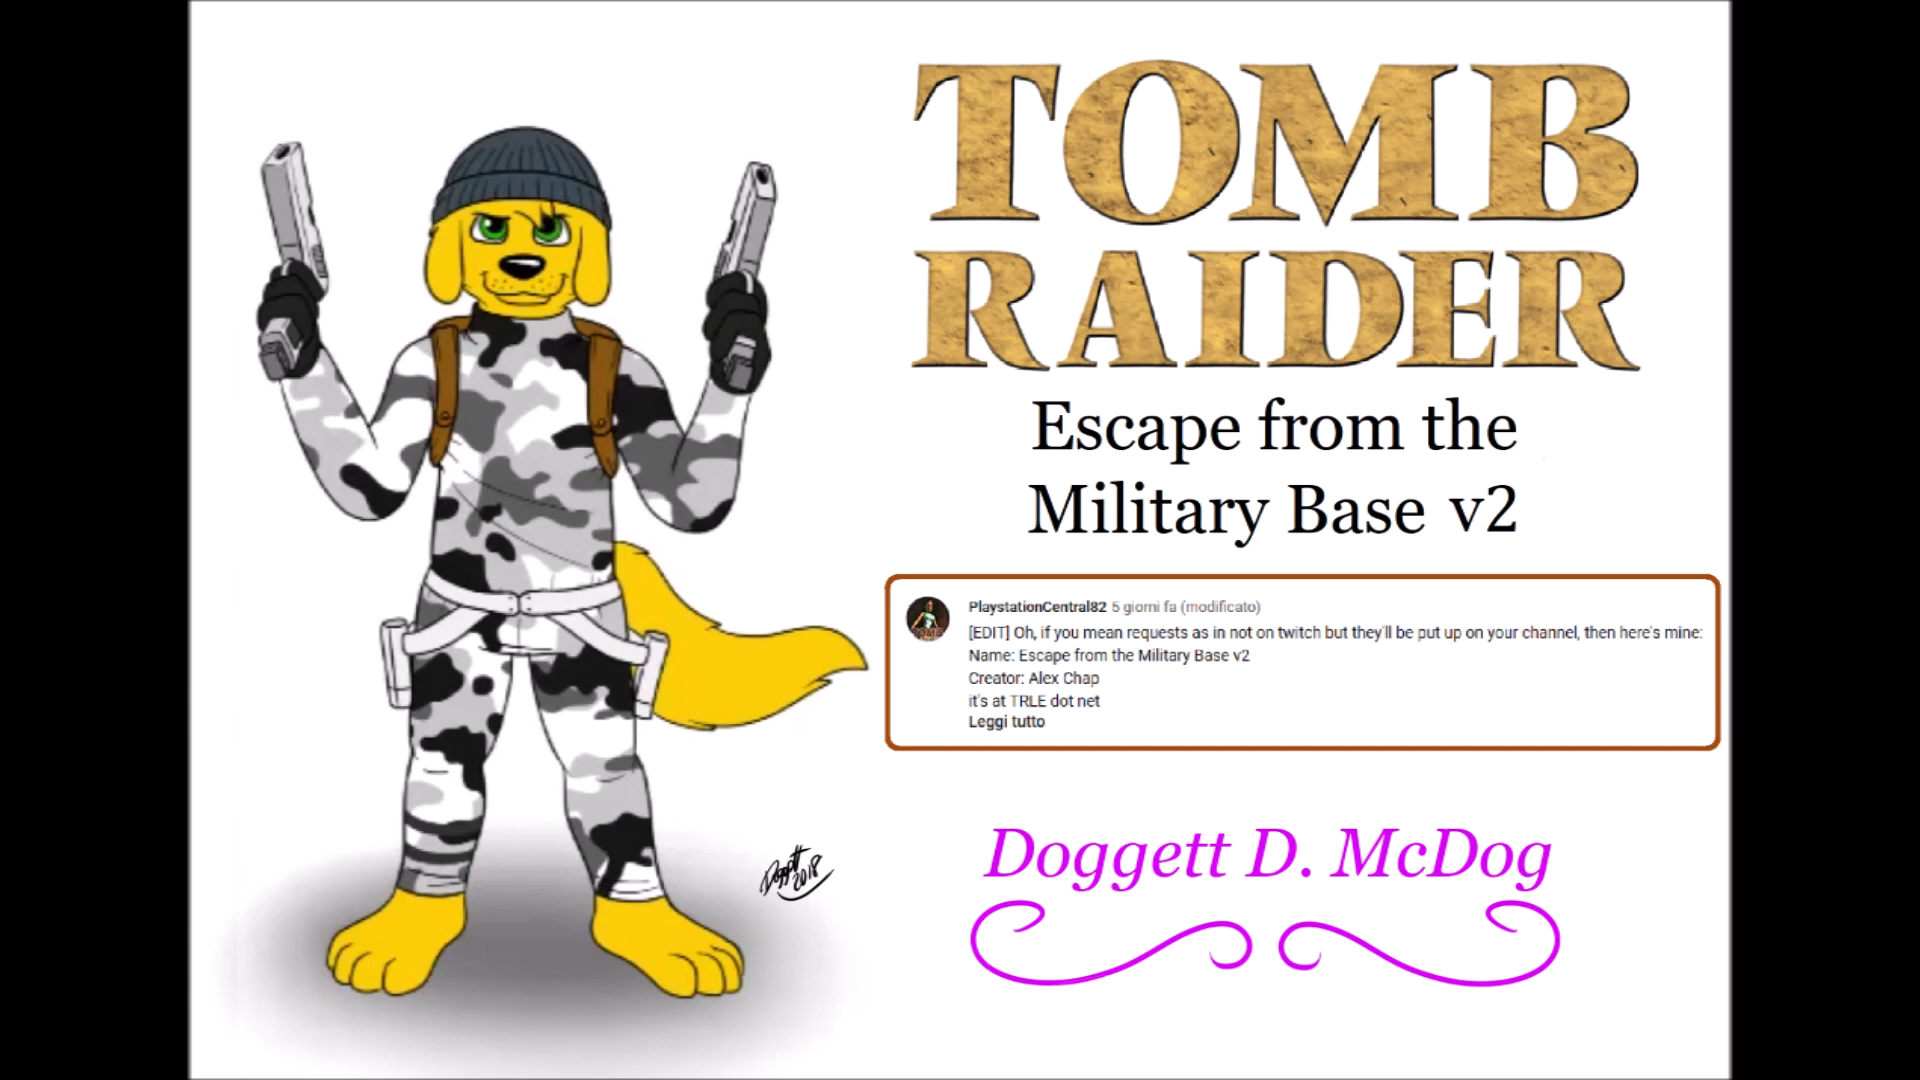 TOMB
RAIDER
Escape from the
Military Base v2
PlaystationCentral82 5 giorni fa (modificato)
[EDIT] Oh, if you mean requests as in not on twitch but they'll be put up on your channel, then here's mine:
Name: Escape from the Military Base v2
Creator: Alex Chap
it's at TRLE dot net
Leggi tutto
Doggett
2018
Doggett D. McDog